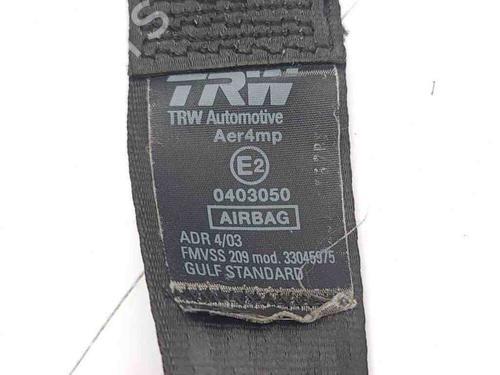 TRW
TRW Automotive
Aer4mp
E2
0403050
AIRBAG
ADR 4/03
FMVSS 209 mod. 33045975
GULF STANDARD